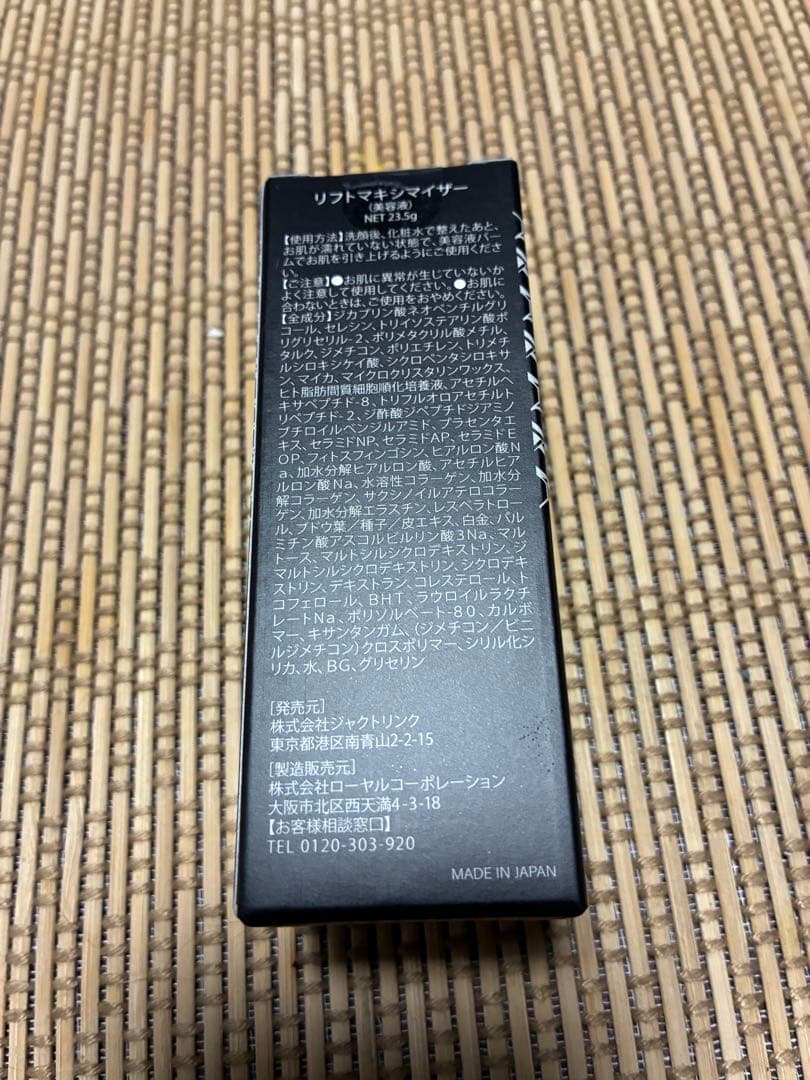 リフトマキシマイザー
(美容液)
NET 23.5g
【使用方法】洗顔後、化粧水で整えたあと、
お肌が濡れていない状態で、美容液バー
ムでお肌を引き上げるようにご使用くださ
い。
【ご注意】●お肌に異常が生じていないか
よく注意して使用してください。●お肌に
合わないときは、ご使用をおやめください。
【全成分】ジカプリン酸ネオペンチルグリ
コール、セレシン、トリイソステアリン酸ポ
リグリセリル-2、ポリメタクリル酸メチル、
タルク、ジメチコン、ポリエチレン、トリメチ
ルシロキシケイ酸、シクロペンタシロキサ
ン、マイカ、マイクロクリスタリンワックス、
ヒト脂肪間質細胞順化培養液、アセチルヘ
キサペプチド-8、トリフルオロアセチルト
リペプチド-2、ジ酢酸ジペプチドジアミノ
ブチロイルベンジルアミド、プラセンタエ
キス、セラミドNP、セラミドAP、セラミドE
OP、フィトスフィンゴシン、ヒアルロン酸N
a、加水分解ヒアルロン酸、アセチルヒア
ルロン酸Na、水溶性コラーゲン、加水分
解コラーゲン、サクシノイルアテロコラー
ゲン、加水分解エラスチン、レスベラトロー
ル、ブドウ葉／種子／皮エキス、白金、パル
ミチン酸アスコルビルリン酸3Na、マル
トース、マルトシルシクロデキストリン、ジ
マルトシルシクロデキストリン、シクロデキ
ストリン、デキストラン、コレステロール、ト
コフェロール、BHT、ラウロイルラクチ
レートNa、ポリソルベート-80、カルボ
マー、キサンタンガム、(ジメチコン／ビニ
ルジメチコン)クロスポリマー、シリル化シ
リカ、水、BG、グリセリン
[発売元]
株式会社ジャクトリンク
東京都港区南青山2-2-15
[製造販売元]
株式会社ローヤルコーポレーション
大阪市北区西天満4-3-18
【お客様相談窓口】
TEL 0120-303-920
MADE IN JAPAN